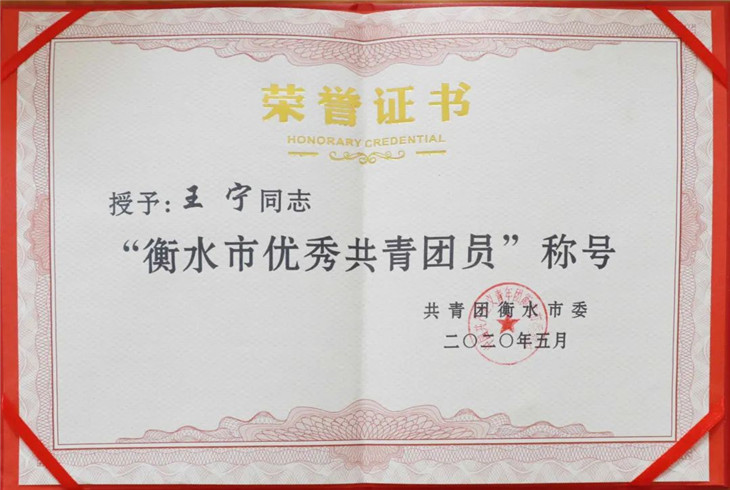 荣誉证书
HONORARY CREDENTIAL
授予:王宁同志
“衡水市优秀共青团员”称号
共青团衡水市委
二〇二〇年五月